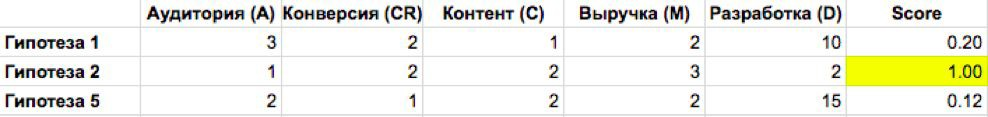 Аудитория (A) Конверсия (CR) Контент (C) Выручка (M) Разработка (D) Score
Гипотеза 1 3 2 1 2 10 0.20
Гипотеза 2 1 2 2 3 2 1.00
Гипотеза 5 2 1 2 2 15 0.12